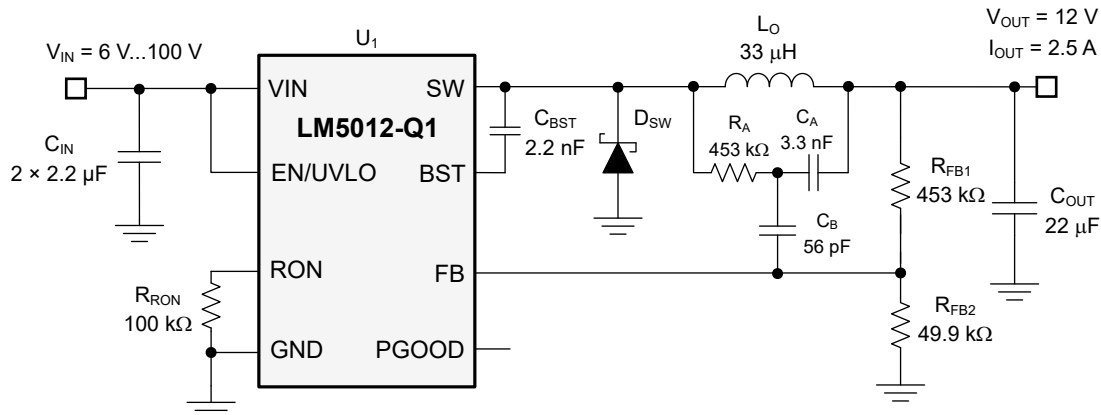 V_IN = 6 V...100 V
U_1
L_O
33 µH
V_OUT = 12 V
I_OUT = 2.5 A
VIN
SW
LM5012-Q1
C_IN
2 × 2.2 µF
EN/UVLO
BST
C_BST
2.2 nF
D_SW
R_A
453 kΩ
C_A
3.3 nF
R_FB1
453 kΩ
C_OUT
22 µF
C_B
56 pF
RON
FB
R_RON
100 kΩ
R_FB2
49.9 kΩ
GND
PGOOD